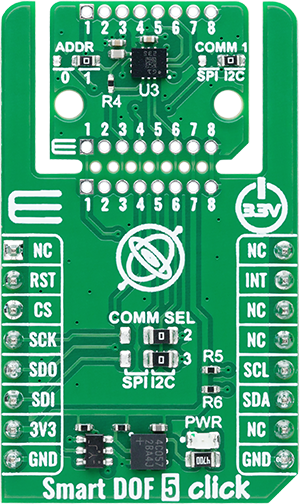 1 2 3 4 5 6 7 8
ADDR
COMM 1
0 1
SPI I2C
U3
R4
1 2 3 4 5 6 7 8
1 2 3 4 5 6 7 8
3.3V
NC
NC
RST
INT
CS
NC
COMM SEL
SCK
2
NC
SDO
3
SCL
SPI I2C
R5
SDI
R6
SDA
PWR
3V3
NC
GND
GND
Smart DOF 5 click